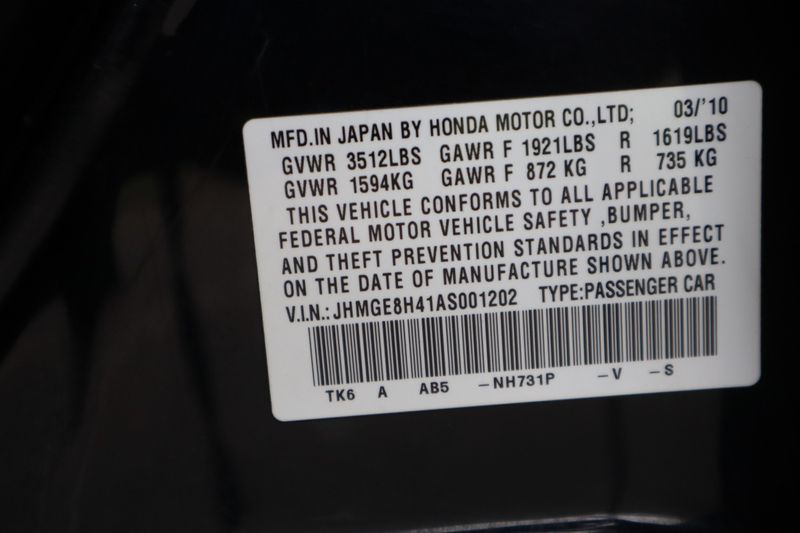 MFD.IN JAPAN BY HONDA MOTOR CO.,LTD; 03/'10
GVWR 3512LBS GAWR F 1921LBS R 1619LBS
GVWR 1594KG GAWR F 872 KG R 735 KG
THIS VEHICLE CONFORMS TO ALL APPLICABLE
FEDERAL MOTOR VEHICLE SAFETY ,BUMPER,
AND THEFT PREVENTION STANDARDS IN EFFECT
ON THE DATE OF MANUFACTURE SHOWN ABOVE.
V.I.N.: JHMGE8H41AS001202 TYPE:PASSENGER CAR
TK6 A AB5 -NH731P -V -S